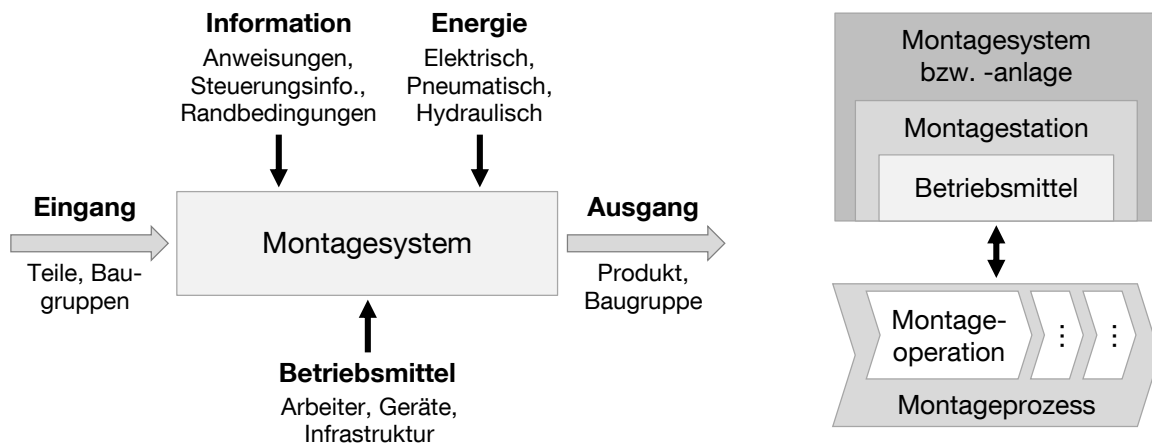 Information
Anweisungen,
Steuerungsinfo.,
Randbedingungen
Energie
Elektrisch,
Pneumatisch,
Hydraulisch
Eingang
Teile, Bau-
gruppen
Montagesystem
Ausgang
Produkt,
Baugruppe
Betriebsmittel
Arbeiter, Geräte,
Infrastruktur
Montagesystem
bzw. -anlage
Montagestation
Betriebsmittel
Montage-
operation
⋮
⋮
Montageprozess